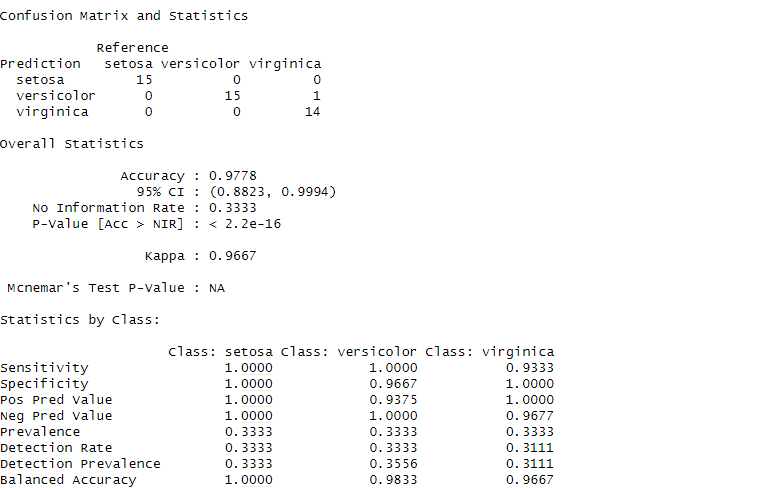 Confusion Matrix and Statistics
Reference
Prediction setosa versicolor virginica
setosa 15 0 0
versicolor 0 15 1
virginica 0 0 14
Overall Statistics
Accuracy : 0.9778
95% CI : (0.8823, 0.9994)
No Information Rate : 0.3333
P-Value [Acc > NIR] : < 2.2e-16
Kappa : 0.9667
Mcnemar's Test P-Value : NA
Statistics by Class:
Class: setosa Class: versicolor Class: virginica
Sensitivity 1.0000 1.0000 0.9333
Specificity 1.0000 0.9667 1.0000
Pos Pred Value 1.0000 0.9375 1.0000
Neg Pred Value 1.0000 1.0000 0.9677
Prevalence 0.3333 0.3333 0.3333
Detection Rate 0.3333 0.3333 0.3111
Detection Prevalence 0.3333 0.3556 0.3111
Balanced Accuracy 1.0000 0.9833 0.9667